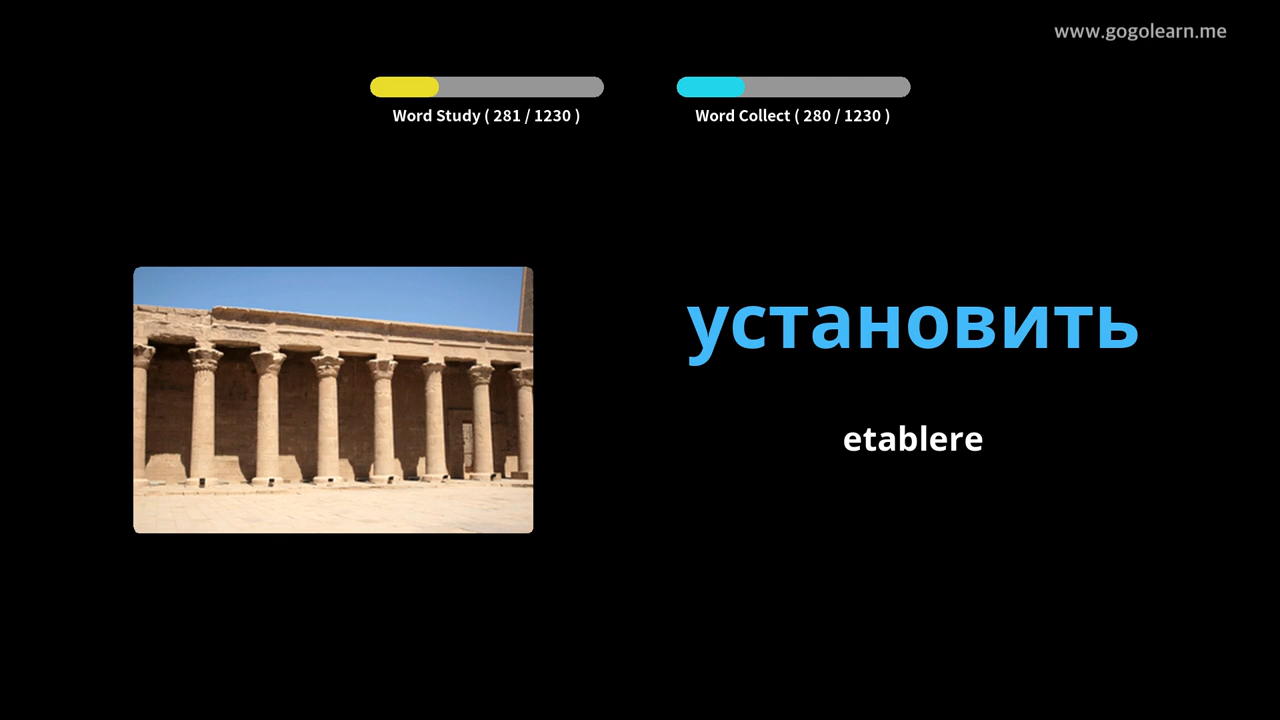 www.gogolearn.me
Word Study ( 281 / 1230 )
Word Collect ( 280 / 1230 )
установить
etablere